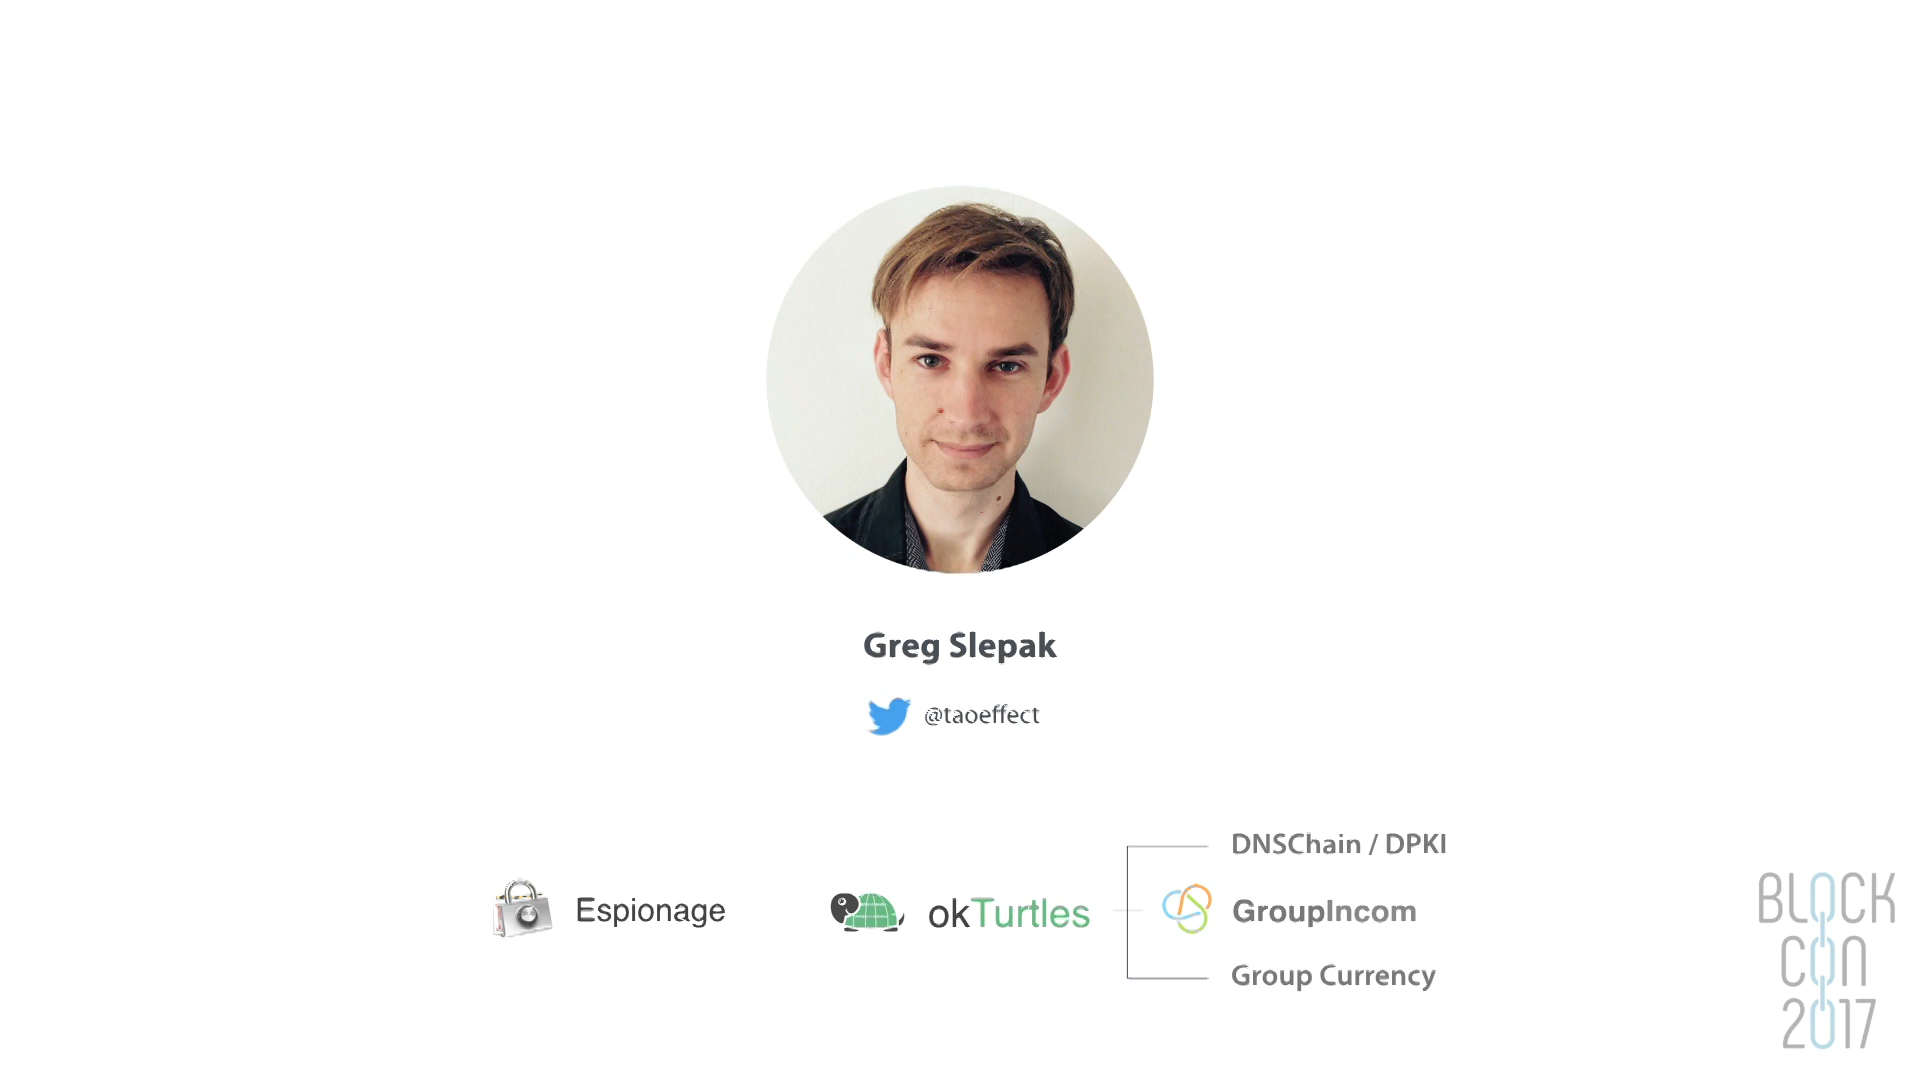 Greg Slepak
@taoeffect
DNSChain / DPKI
Espionage
okTurtles
GroupIncom
Group Currency
BLOCK
CON
2017